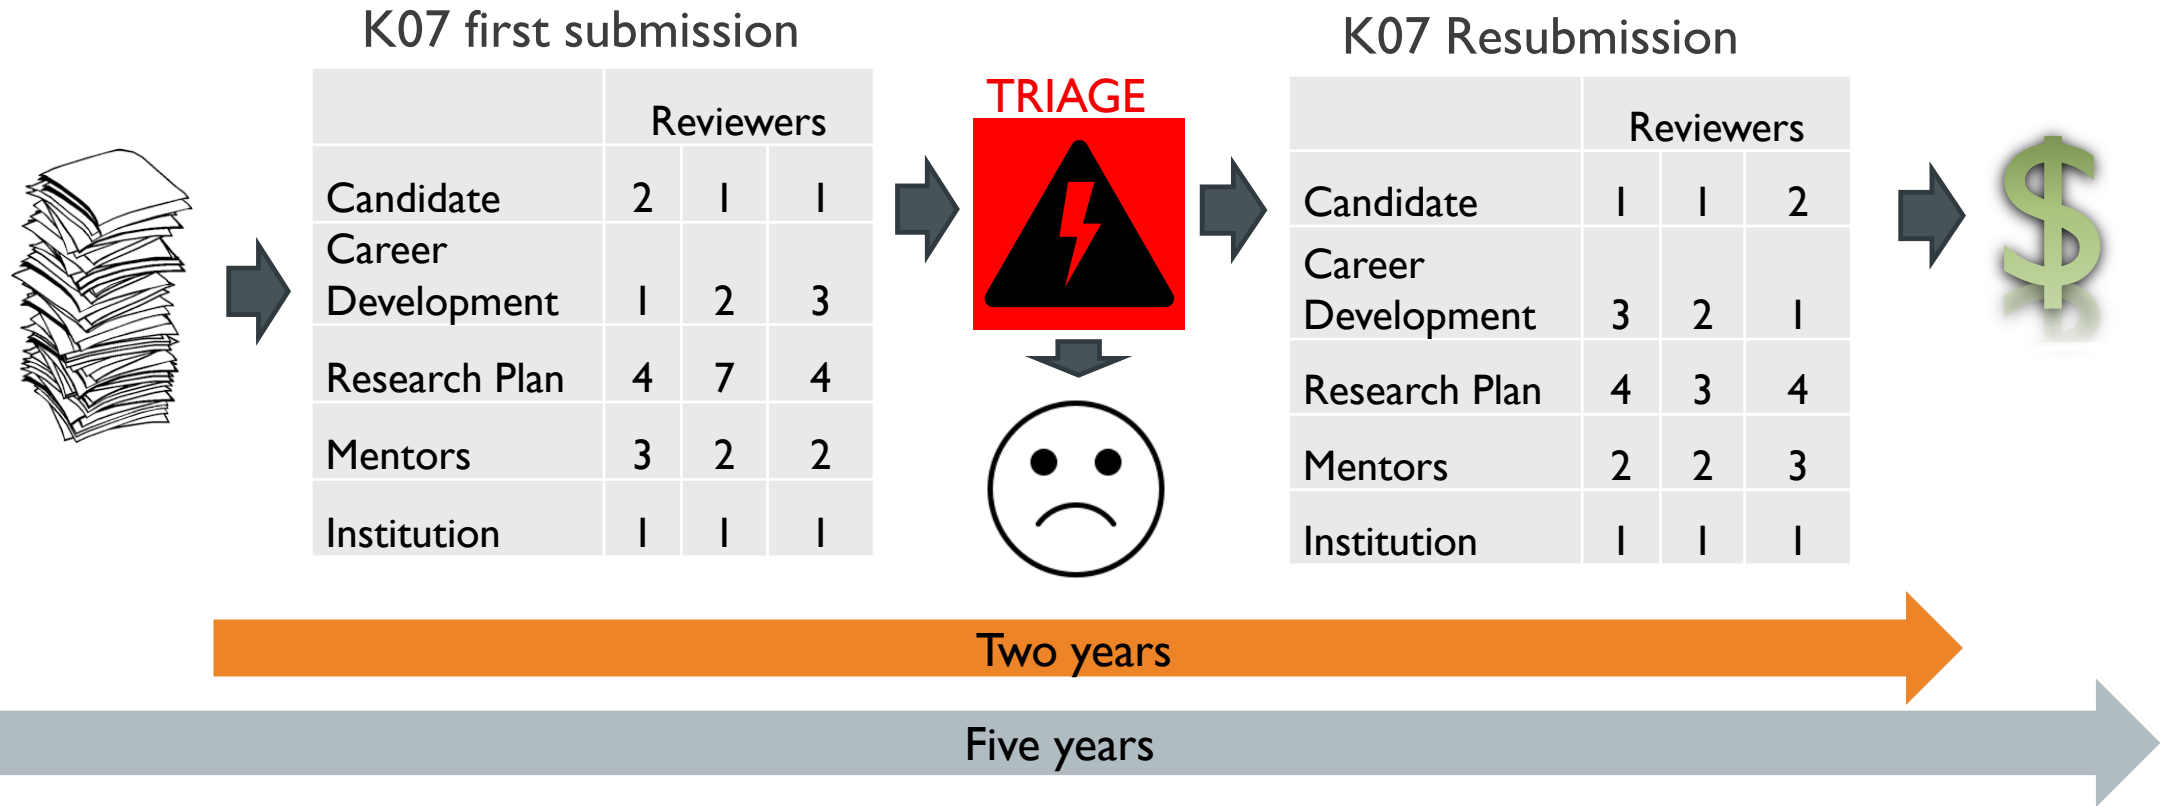 K07 first submission
Reviewers
Candidate 2 1 1
Career
Development 1 2 3
Research Plan 4 7 4
Mentors 3 2 2
Institution 1 1 1
TRIAGE
K07 Resubmission
Reviewers
Candidate 1 1 2
Career
Development 3 2 1
Research Plan 4 3 4
Mentors 2 2 3
Institution 1 1 1
$
Two years
Five years